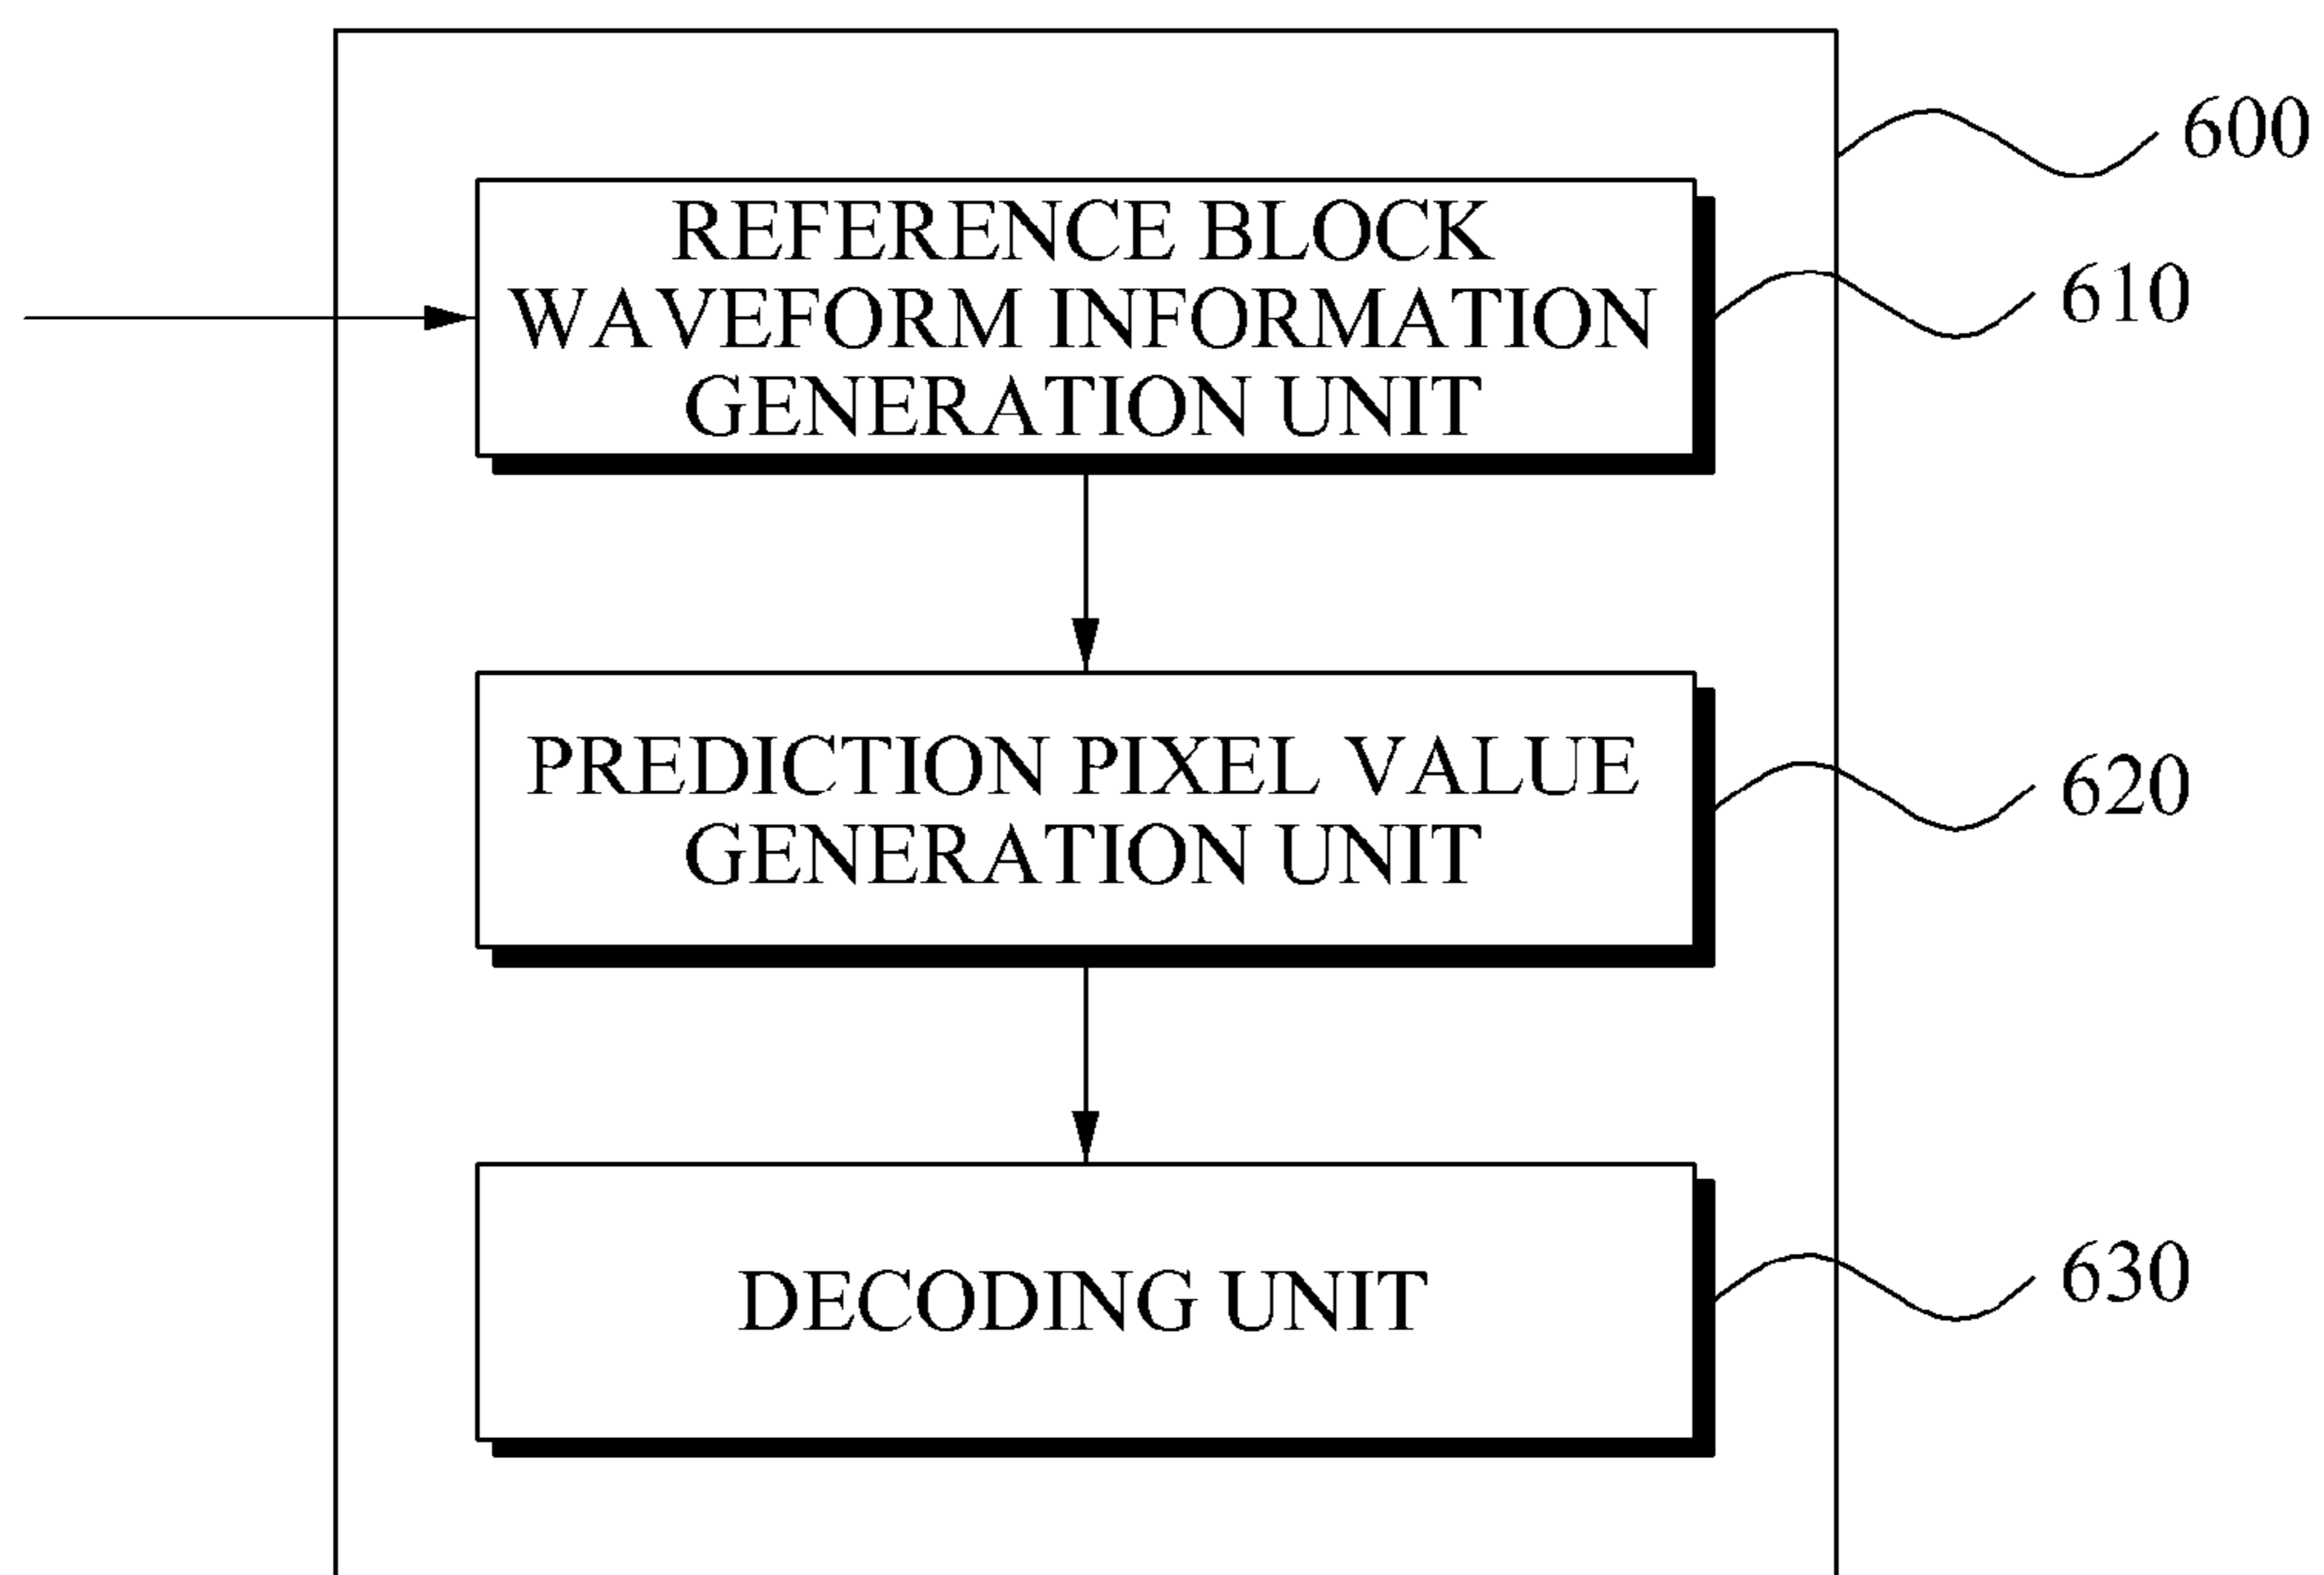 600
REFERENCE BLOCK
WAVEFORM INFORMATION
GENERATION UNIT
610
PREDICTION PIXEL VALUE
GENERATION UNIT
620
DECODING UNIT
630